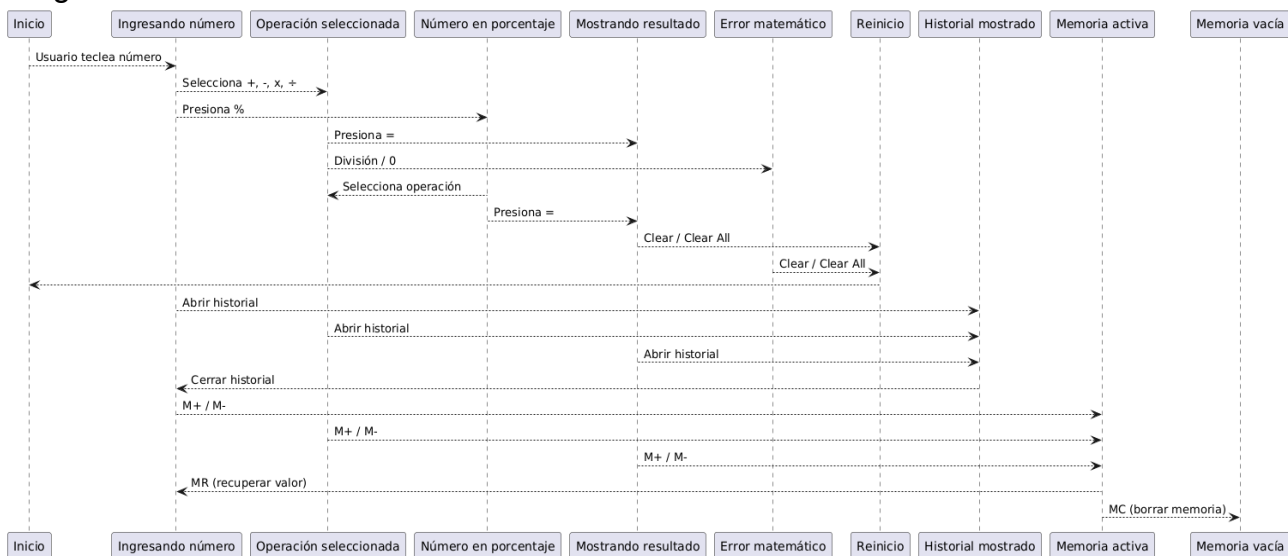 Inicio Ingresando número Operación seleccionada Número en porcentaje Mostrando resultado Error matemático Reinicio Historial mostrado Memoria activa Memoria vacía
Usuario teclea número
Selecciona +, -, x, ÷
Presiona %
Presiona =
División / 0
Selecciona operación
Presiona =
Clear / Clear All
Clear / Clear All
Abrir historial
Abrir historial
Abrir historial
Cerrar historial
M+ / M-
M+ / M-
M+ / M-
MR (recuperar valor)
MC (borrar memoria)
Inicio Ingresando número Operación seleccionada Número en porcentaje Mostrando resultado Error matemático Reinicio Historial mostrado Memoria activa Memoria vacía